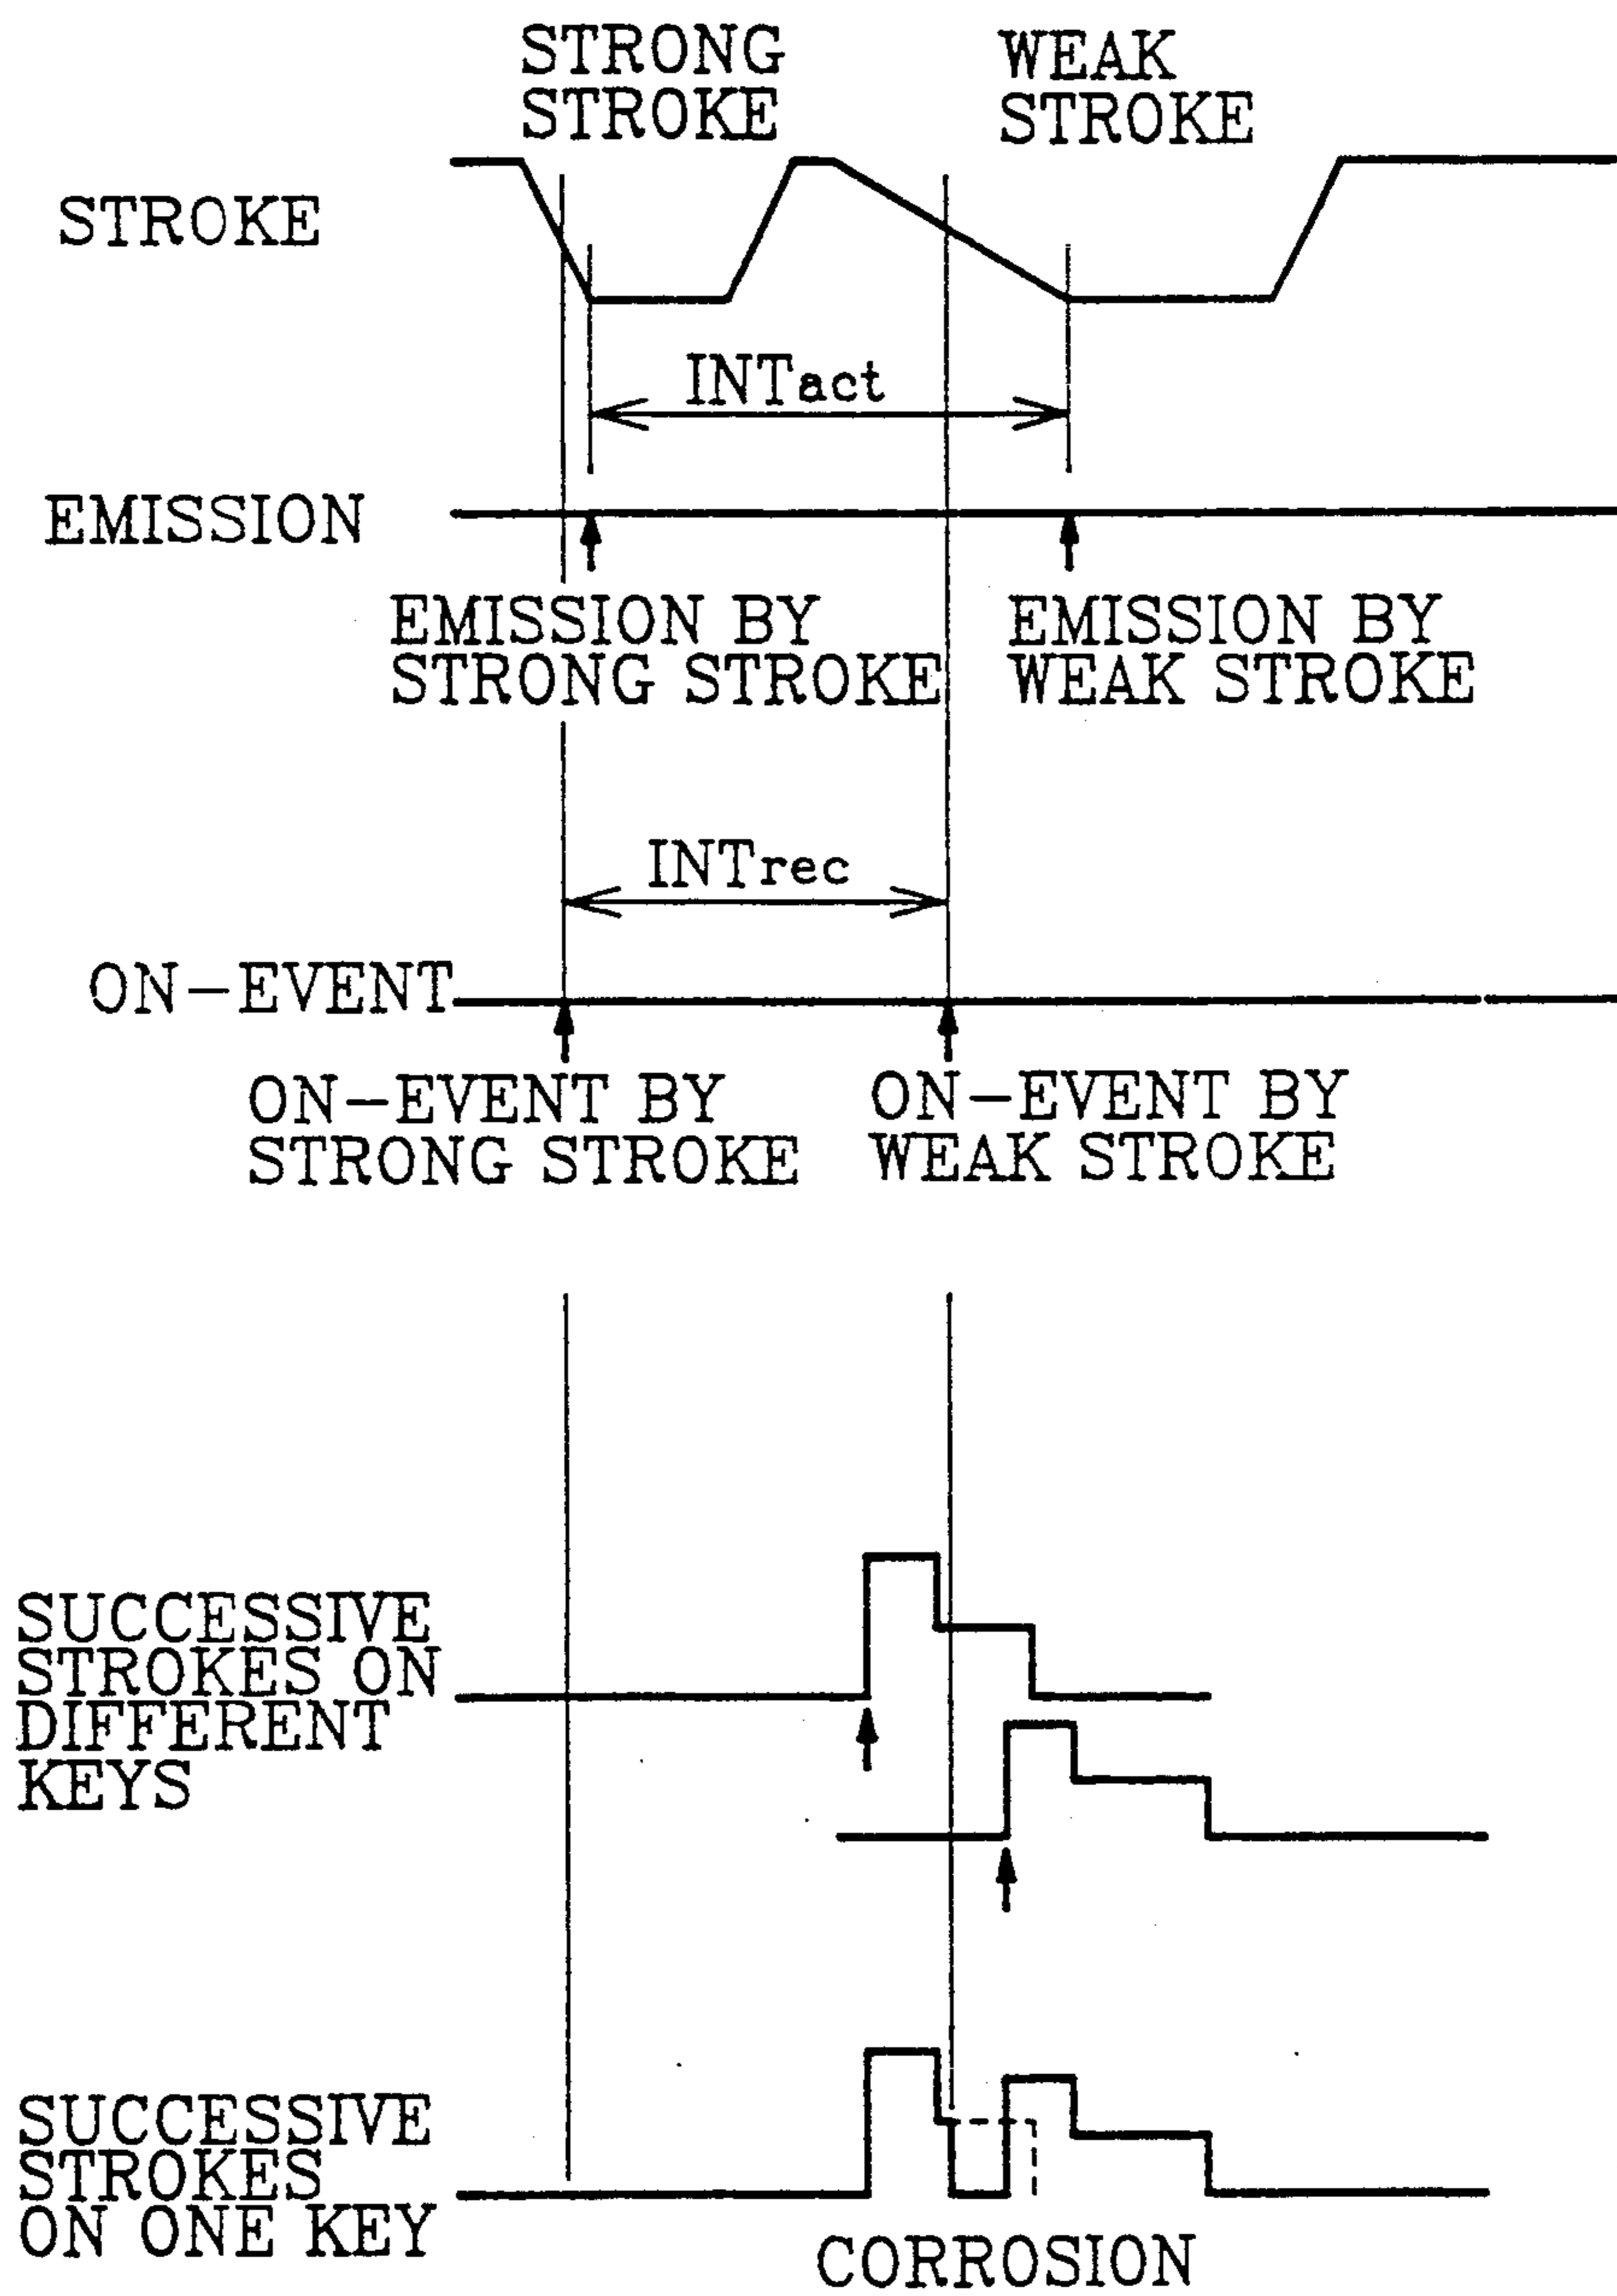 STRONG
STROKE
WEAK
STROKE
STROKE
INTact
EMISSION
EMISSION BY
STRONG STROKE
EMISSION BY
WEAK STROKE
INTrec
ON-EVENT
ON-EVENT BY
STRONG STROKE
ON-EVENT BY
WEAK STROKE
SUCCESSIVE
STROKES ON
DIFFERENT
KEYS
SUCCESSIVE
STROKES
ON ONE KEY
CORROSION